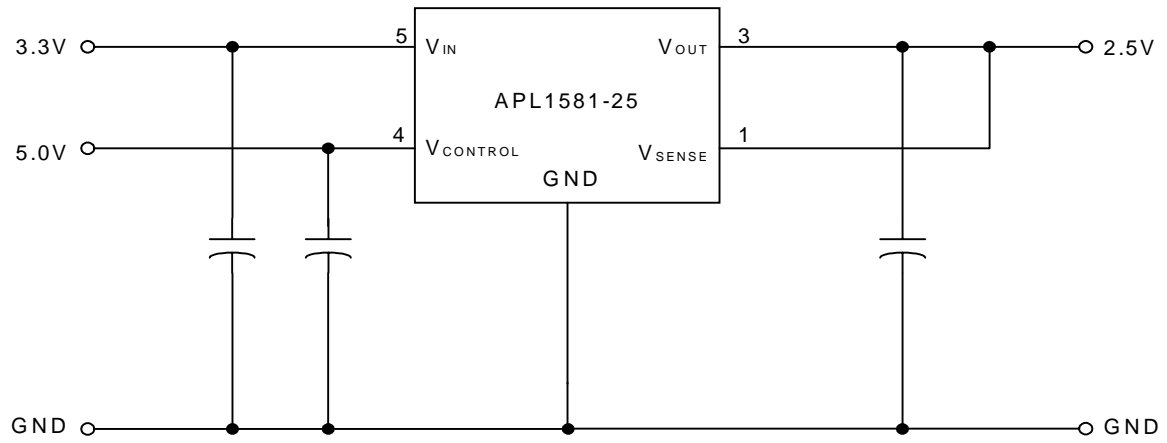 3.3V
5
VIN
VOUT
3
2.5V
APL1581-25
5.0V
4
VCONTROL
VSENSE
1
GND
GND
GND